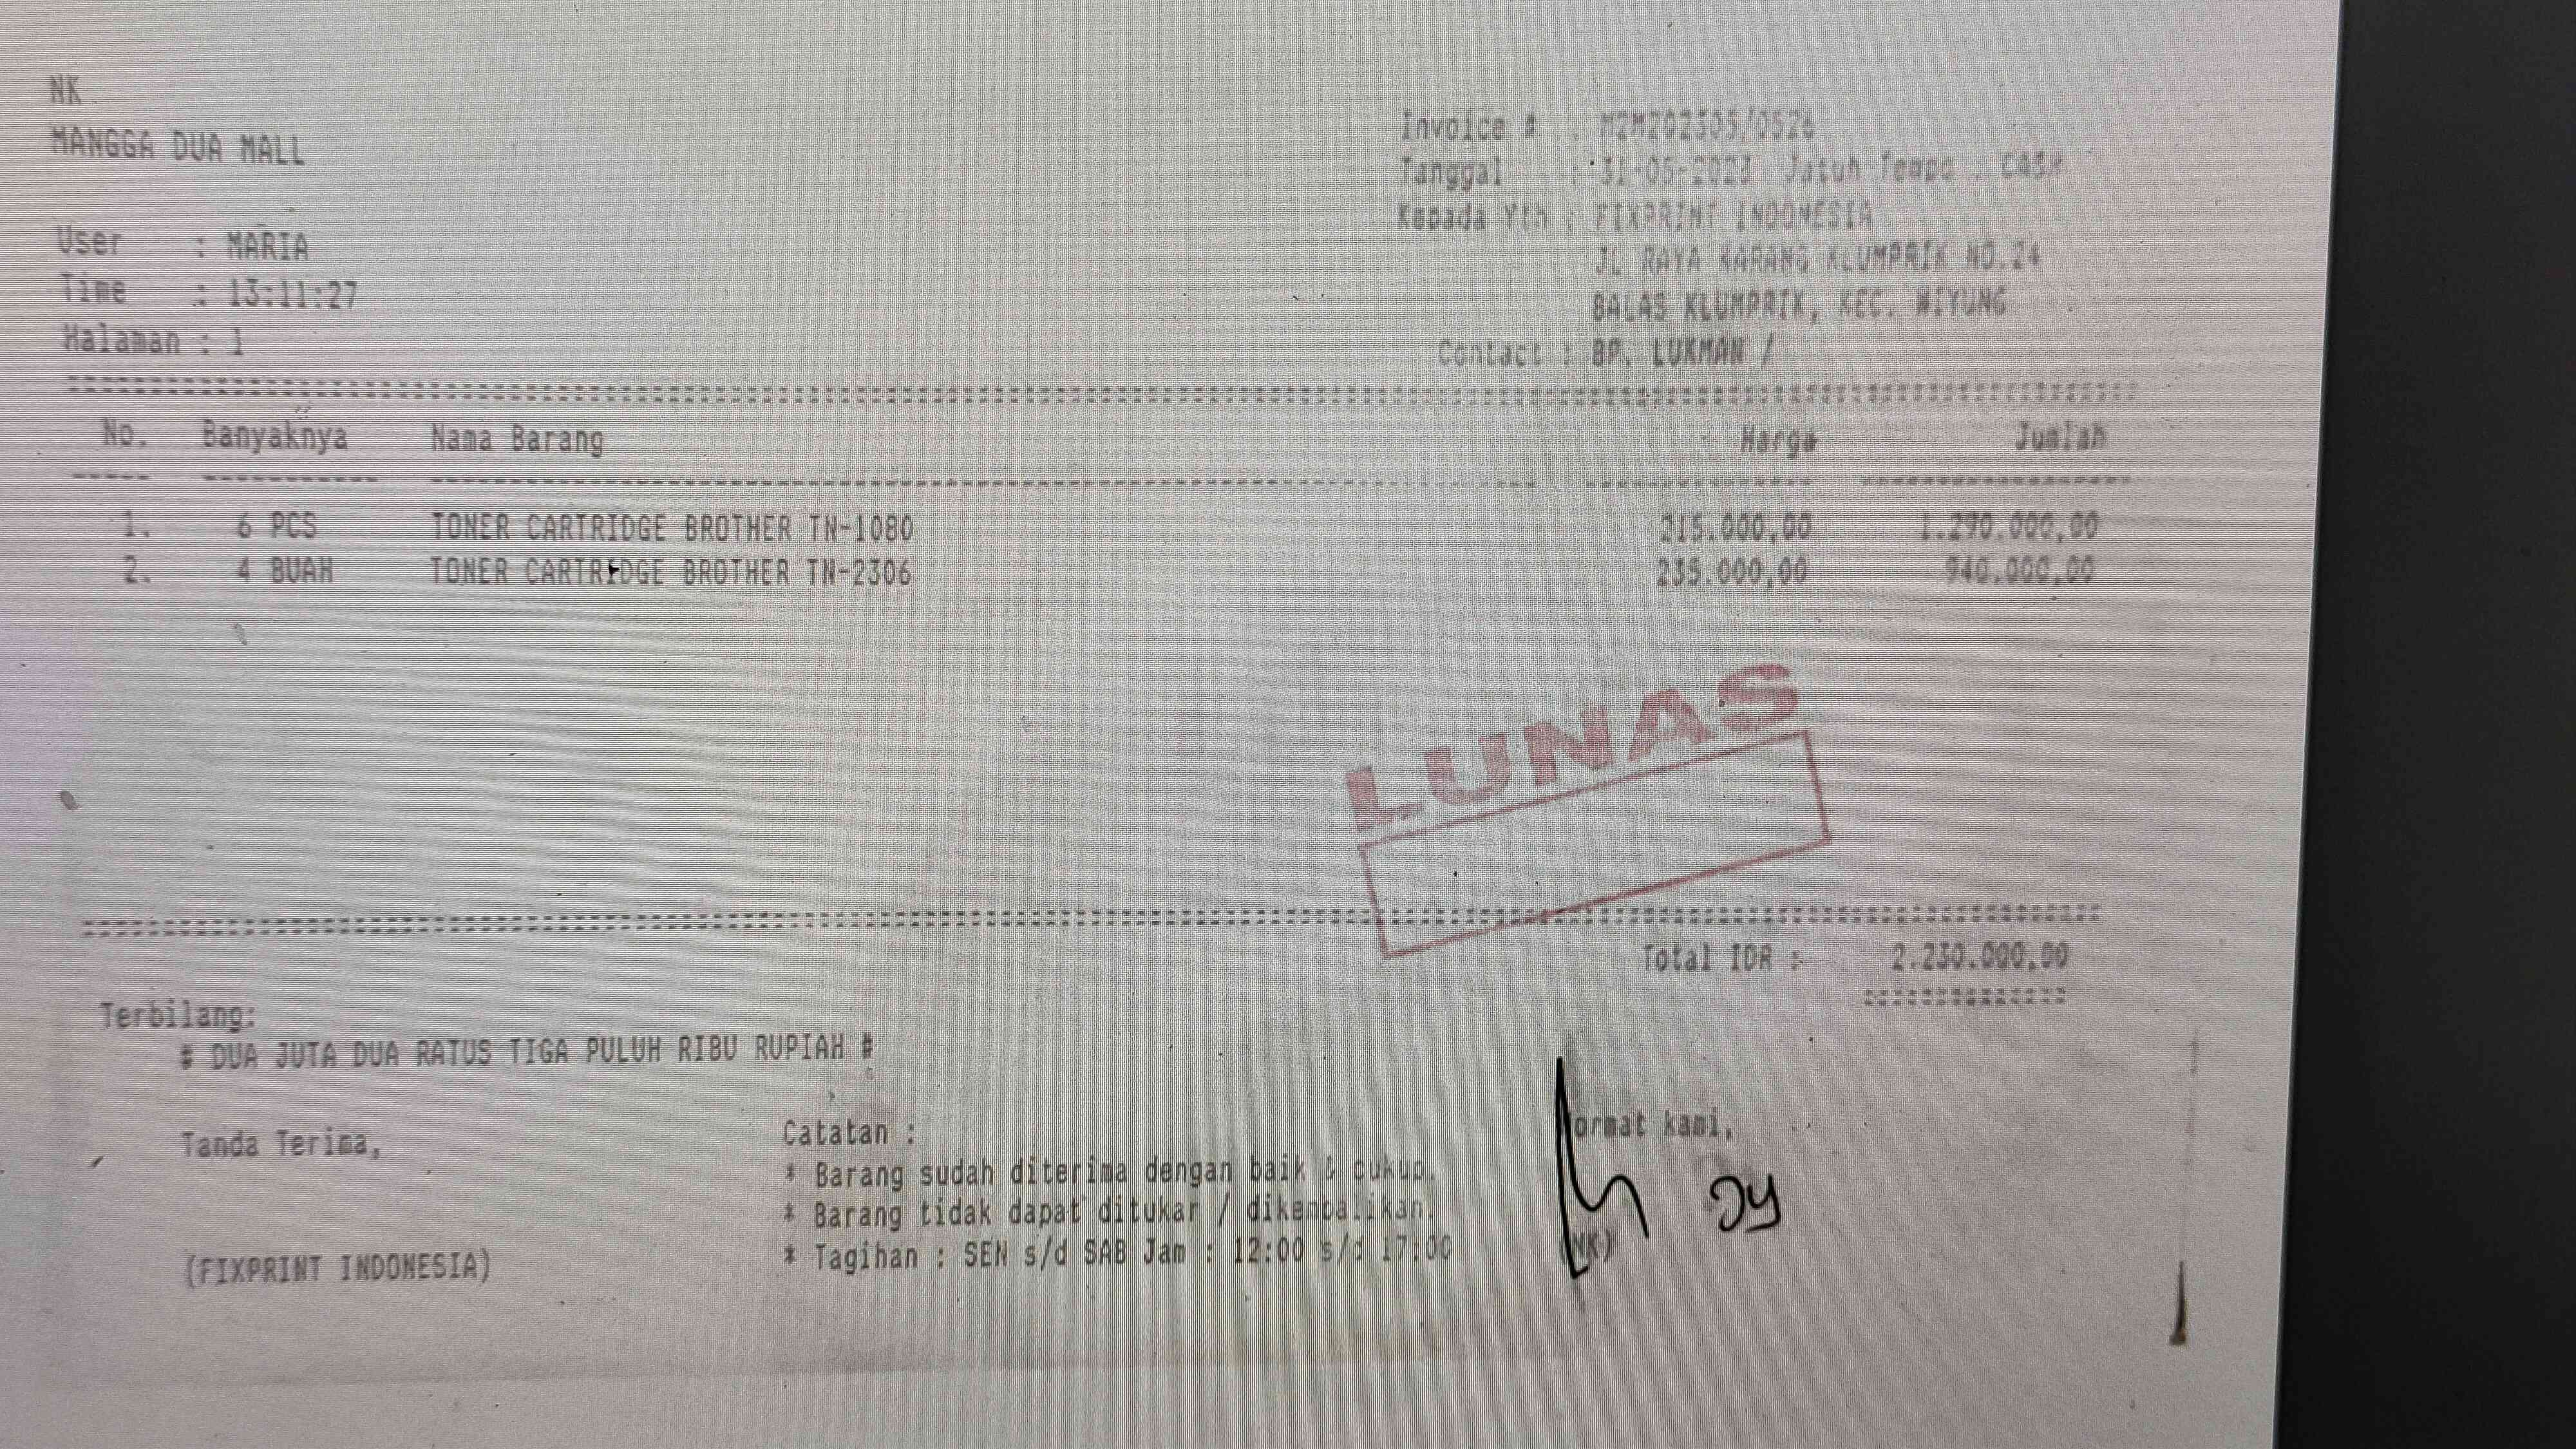 NK
MANGGA DUA MALL
Invoice # : M2M202305/0526
Tanggal : 31-05-2023 Jatuh Tempo : CASH
Kepada Yth : FIXPRINT INDONESIA
JL RAYA KARANG KLUMPRIK NO.24
BALAS KLUMPRIK, KEC. WIYUNG
Contact : BP. LUKMAN /
User : MARIA
Time : 13:11:27
Halaman : 1
No. Banyaknya Nama Barang Harga Jumlah
1. 6 PCS TONER CARTRIDGE BROTHER TN-1080 215.000,00 1.290.000,00
2. 4 BUAH TONER CARTRIDGE BROTHER TN-2306 235.000,00 940.000,00
LUNAS
Total IDR : 2.230.000,00
Terbilang:
# DUA JUTA DUA RATUS TIGA PULUH RIBU RUPIAH #
Tanda Terima,
(FIXPRINT INDONESIA)
Catatan :
* Barang sudah diterima dengan baik & cukup.
* Barang tidak dapat ditukar / dikembalikan.
* Tagihan : SEN s/d SAB Jam : 12:00 s/d 17:00
ormat kami,
(NK)